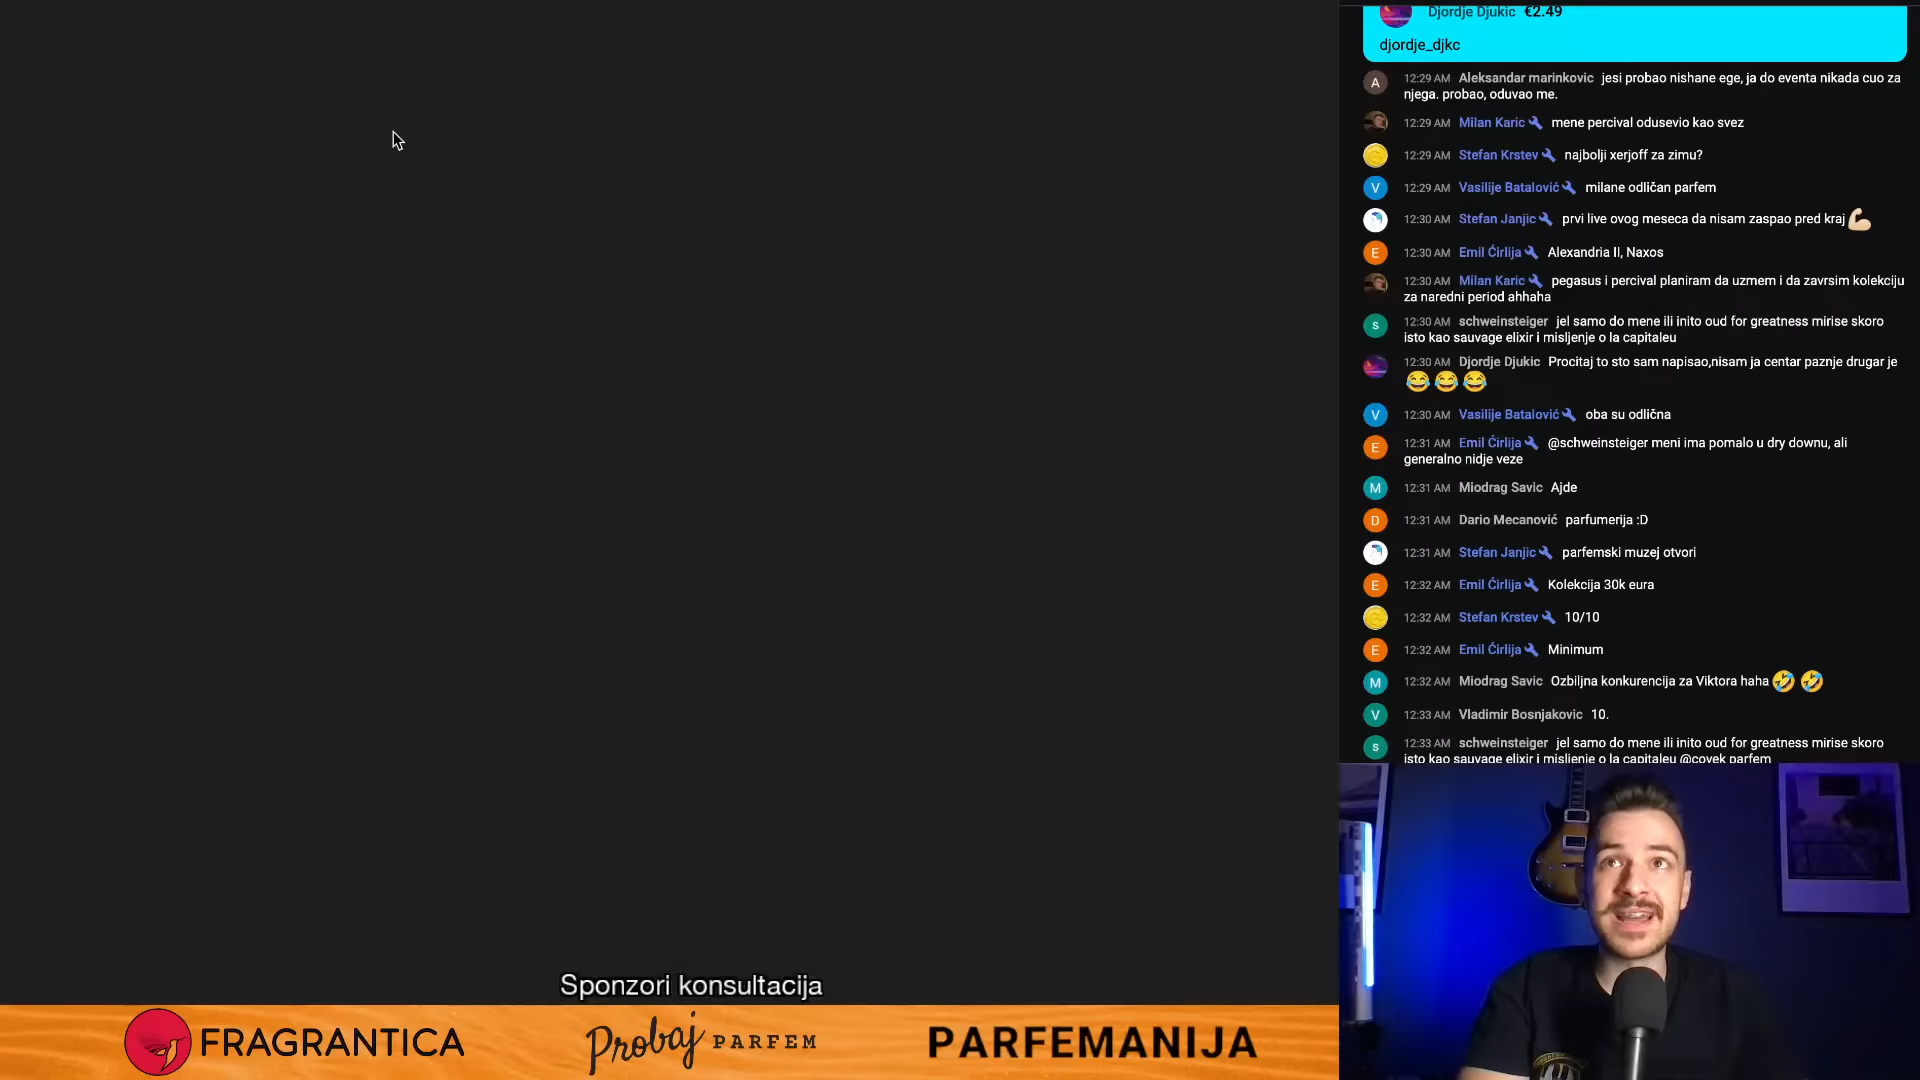 Djordje Djukic €2.49
djordje_djkc
A 12:29 AM Aleksandar marinkovic jesi probao nishane ege, ja do eventa nikada cuo za
njega. probao, oduvao me.
12:29 AM Milan Karic mene percival odusevio kao svez
12:29 AM Stefan Krstev najbolji xerjoff za zimu?
V 12:29 AM Vasilije Batalović milane odličan parfem
12:30 AM Stefan Janjic prvi live ovog meseca da nisam zaspao pred kraj 💪🏻
E 12:30 AM Emil Ćirlija Alexandria II, Naxos
12:30 AM Milan Karic pegasus i percival planiram da uzmem i da zavrsim kolekciju
za naredni period ahhaha
s 12:30 AM schweinsteiger jel samo do mene ili inito oud for greatness mirise skoro
isto kao sauvage elixir i misljenje o la capitaleu
12:30 AM Djordje Djukic Procitaj to sto sam napisao,nisam ja centar paznje drugar je
😂😂😂
V 12:30 AM Vasilije Batalović oba su odlična
E 12:31 AM Emil Ćirlija @schweinsteiger meni ima pomalo u dry downu, ali
generalno nidje veze
M 12:31 AM Miodrag Savic Ajde
D 12:31 AM Dario Mecanović parfumerija :D
12:31 AM Stefan Janjic parfemski muzej otvori
E 12:32 AM Emil Ćirlija Kolekcija 30k eura
12:32 AM Stefan Krstev 10/10
E 12:32 AM Emil Ćirlija Minimum
M 12:32 AM Miodrag Savic Ozbiljna konkurencija za Viktora haha 🤣🤣
V 12:33 AM Vladimir Bosnjakovic 10.
s 12:33 AM schweinsteiger jel samo do mene ili inito oud for greatness mirise skoro
isto kao sauvage elixir i misljenje o la capitaleu @covek parfem
Sponzori konsultacija
FRAGRANTICA
Probaj PARFEM
PARFEMANIJA